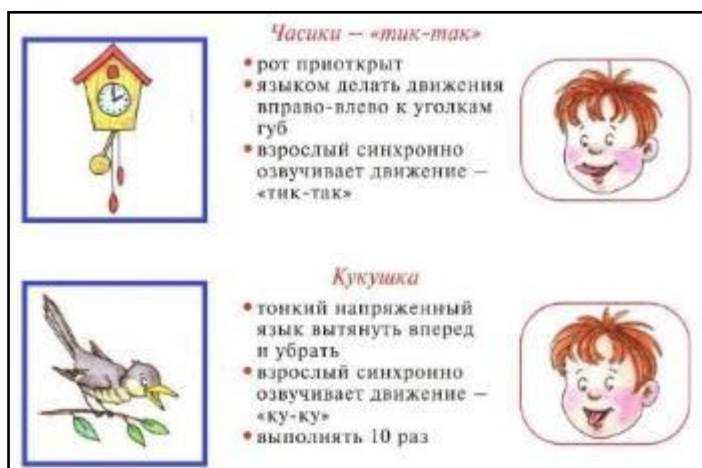 Часики – «тик-так»
• рот приоткрыт
• языком делать движения
вправо-влево к уголкам
губ
• взрослый синхронно
озвучивает движение –
«тик-так»
Кукушка
• тонкий напряженный
язык вытянуть вперед
и убрать
• взрослый синхронно
озвучивает движение –
«ку-ку»
• выполнять 10 раз